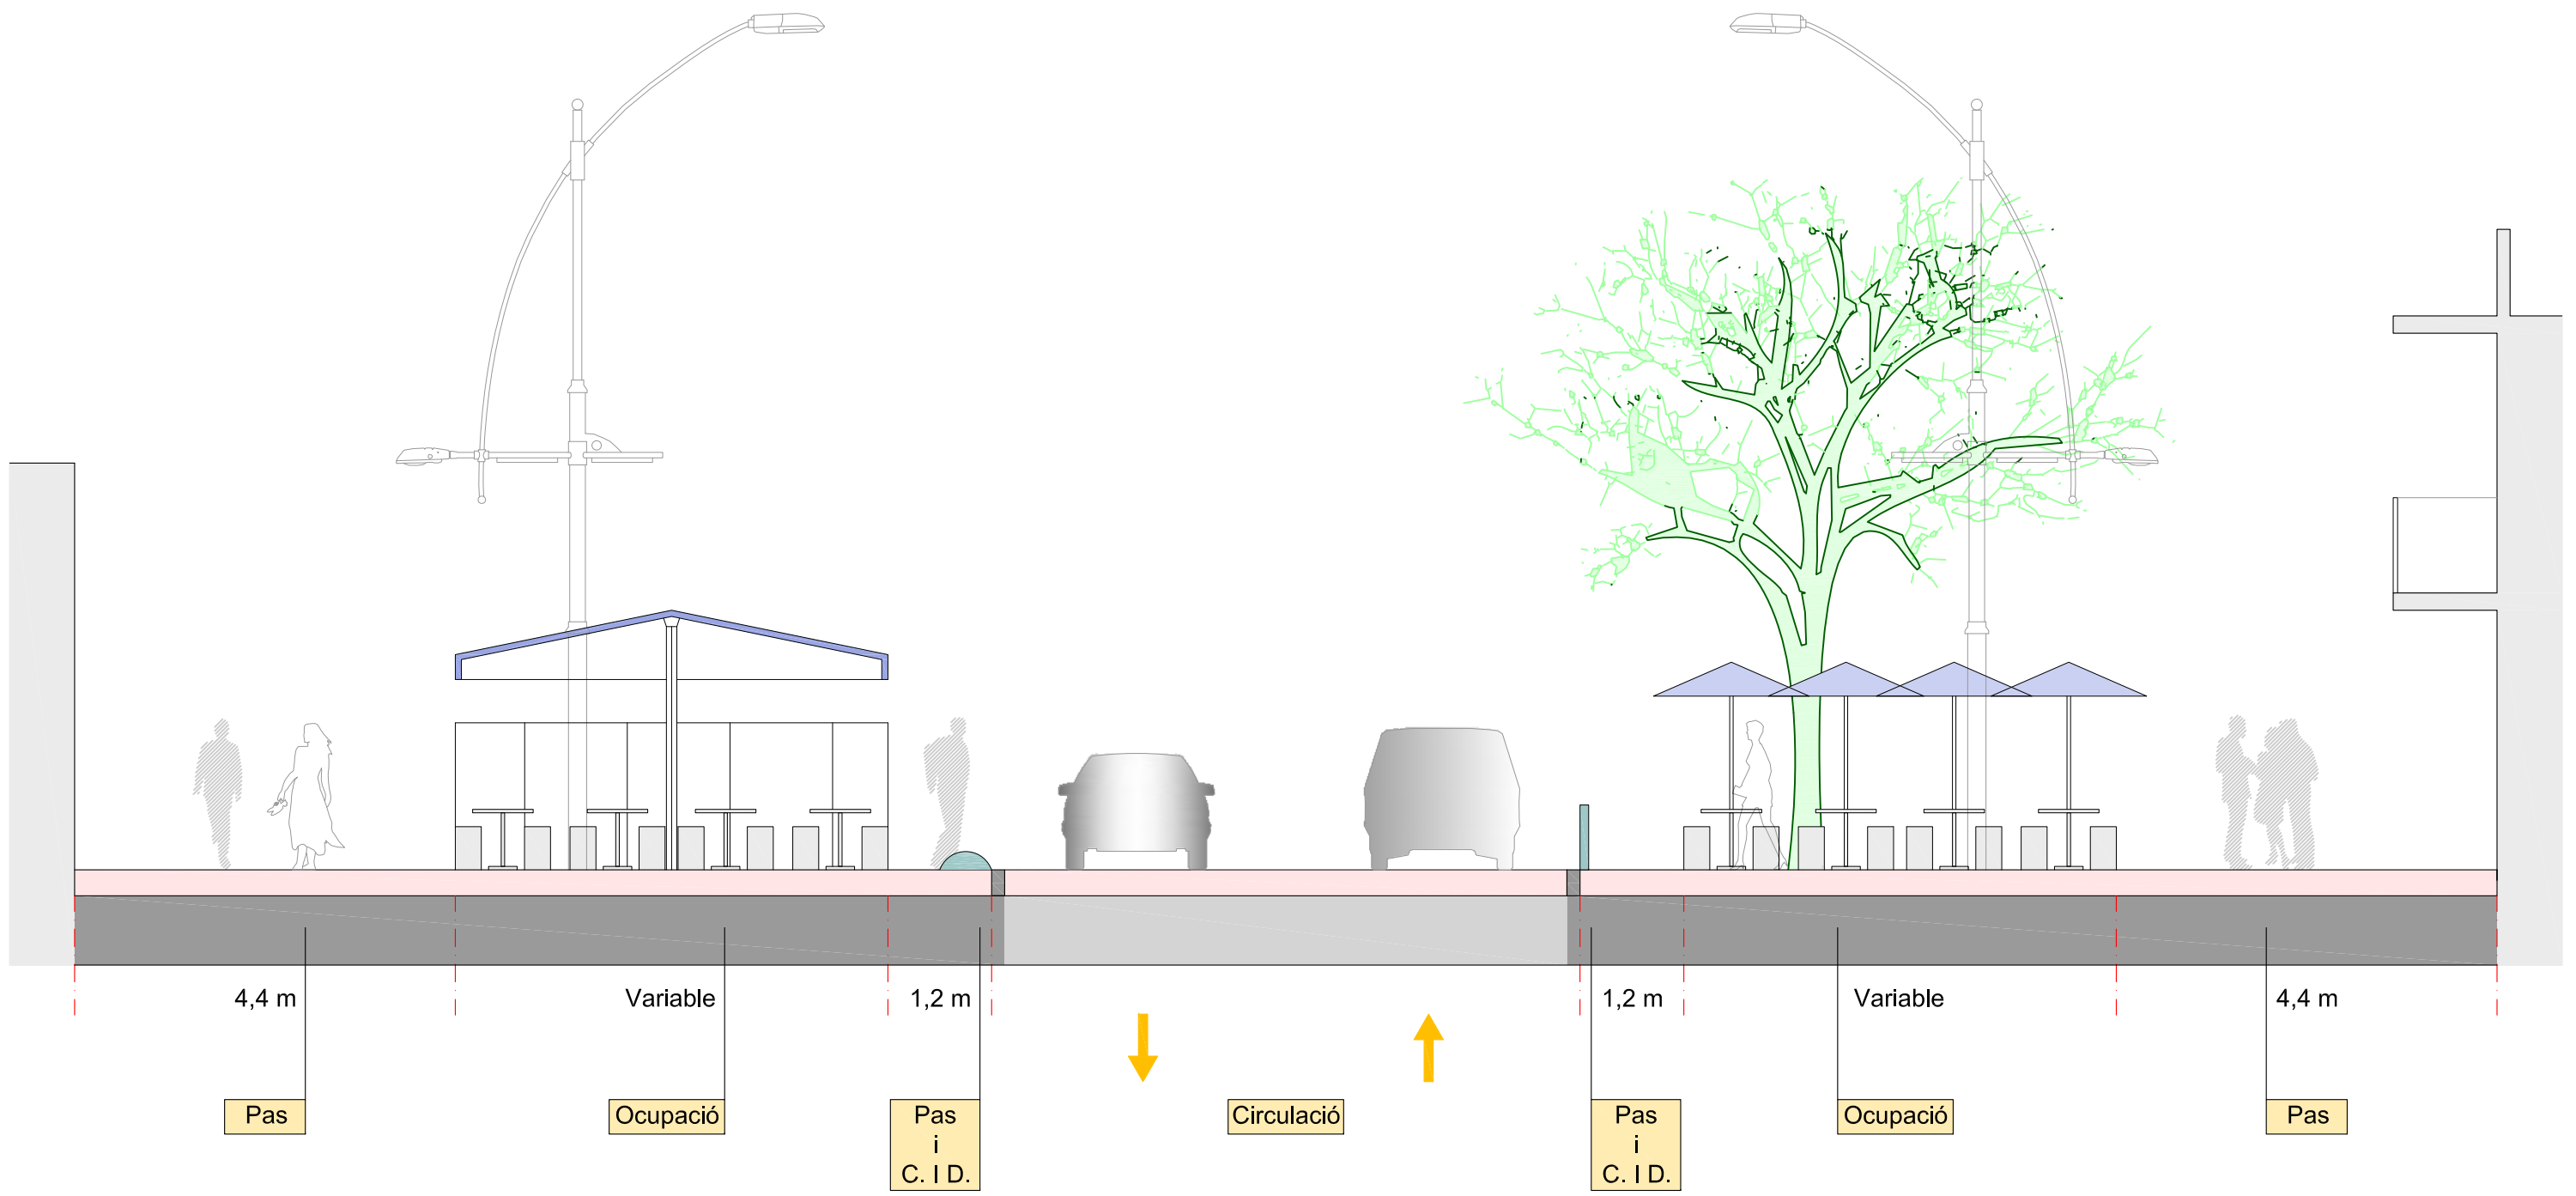 4,4 m
Variable
1,2 m
1,2 m
Variable
4,4 m
Pas
Ocupació
Pas
i
C. I D.
Circulació
Pas
i
C. I D.
Ocupació
Pas